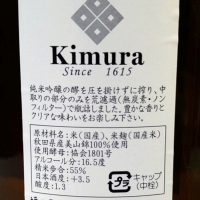 Kimura
Since 1615
純米吟醸の醪を圧を掛けずに搾り、中
取りの部分のみを荒濾過(無炭素・ノン
フィルター)で瓶詰しました。豊かな香りと
クリアな味わいをお楽しみ下さい。
原材料名:米(国産)、米麹(国産米)
秋田県産美山錦100%使用
使用酵母:協会1801号
アルコール分:16.5度
精米歩合:55%
日本酒度:+3.5
酸度:1.3
プラ
キャップ
(中栓)